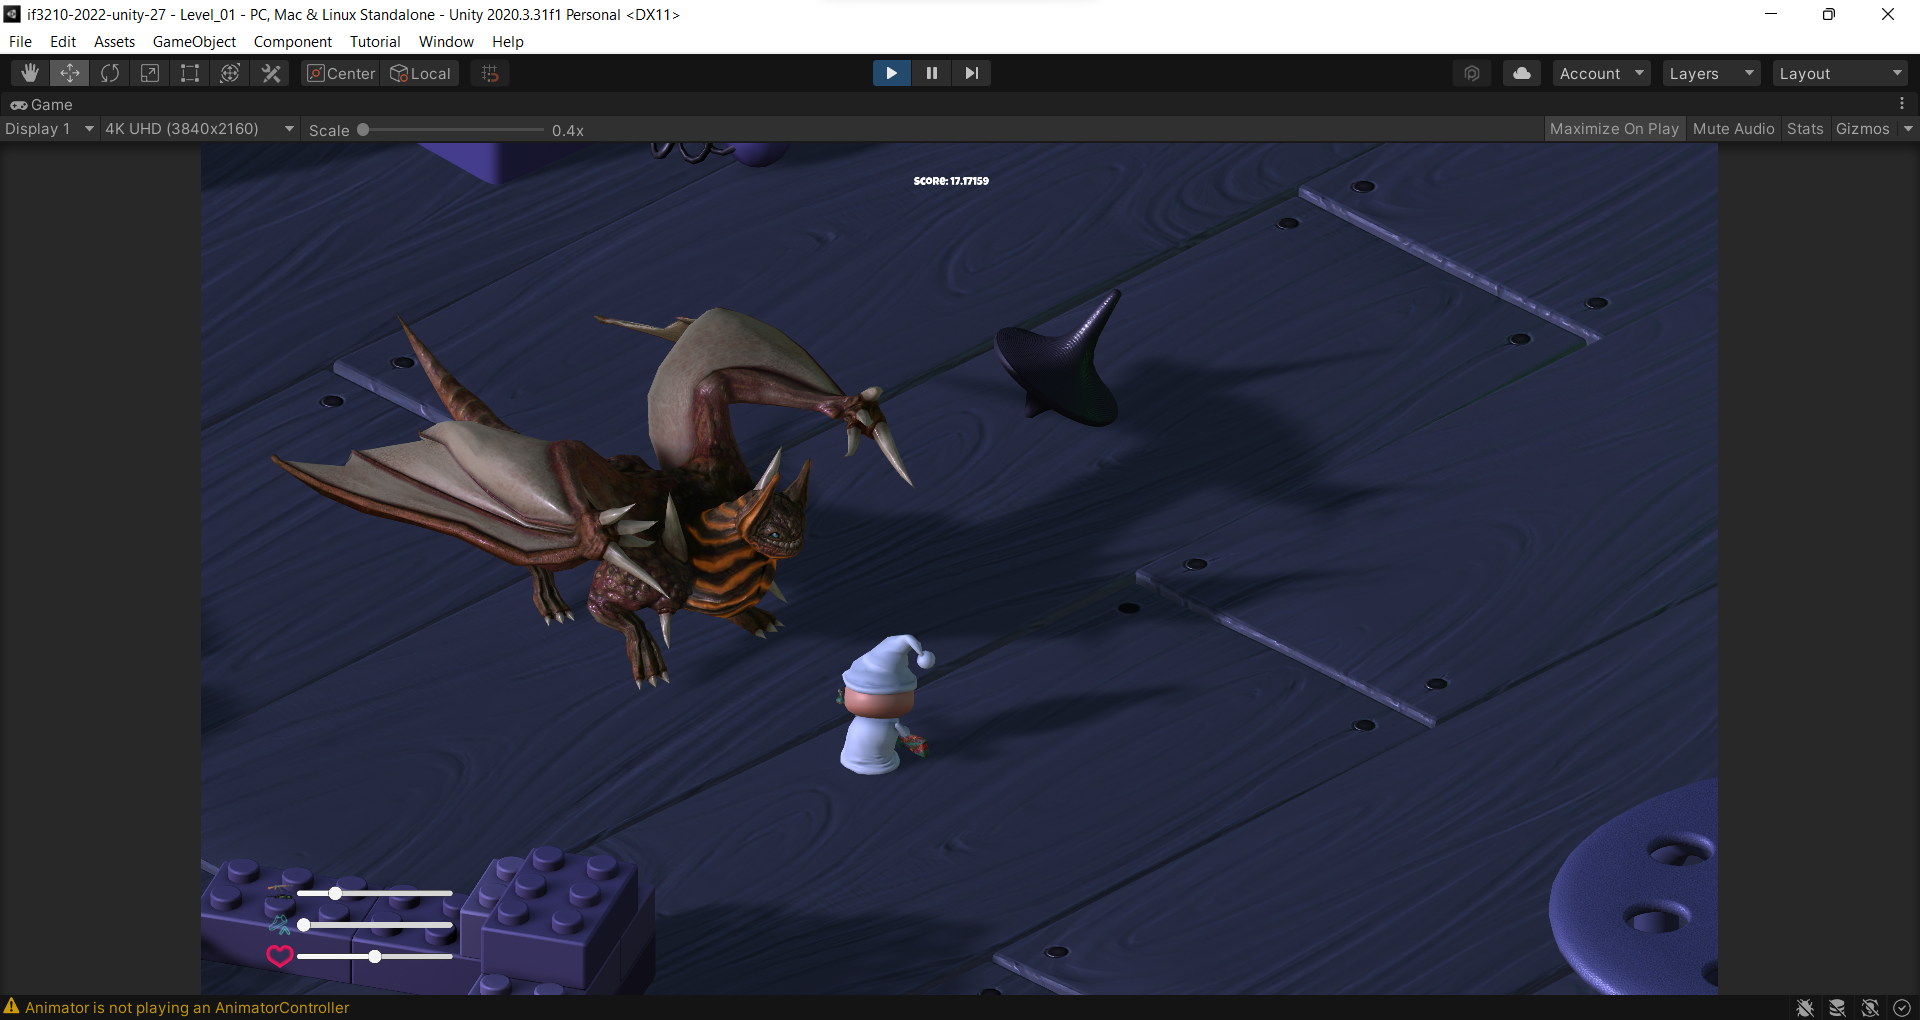 if3210-2022-unity-27 - Level_01 - PC, Mac & Linux Standalone - Unity 2020.3.31f1 Personal <DX11>
File Edit Assets GameObject Component Tutorial Window Help
Center Local Account Layers Layout
Game
Display 1 4K UHD (3840x2160) Scale 0.4x Maximize On Play Mute Audio Stats Gizmos
SCORE: 17.17159
Animator is not playing an AnimatorController